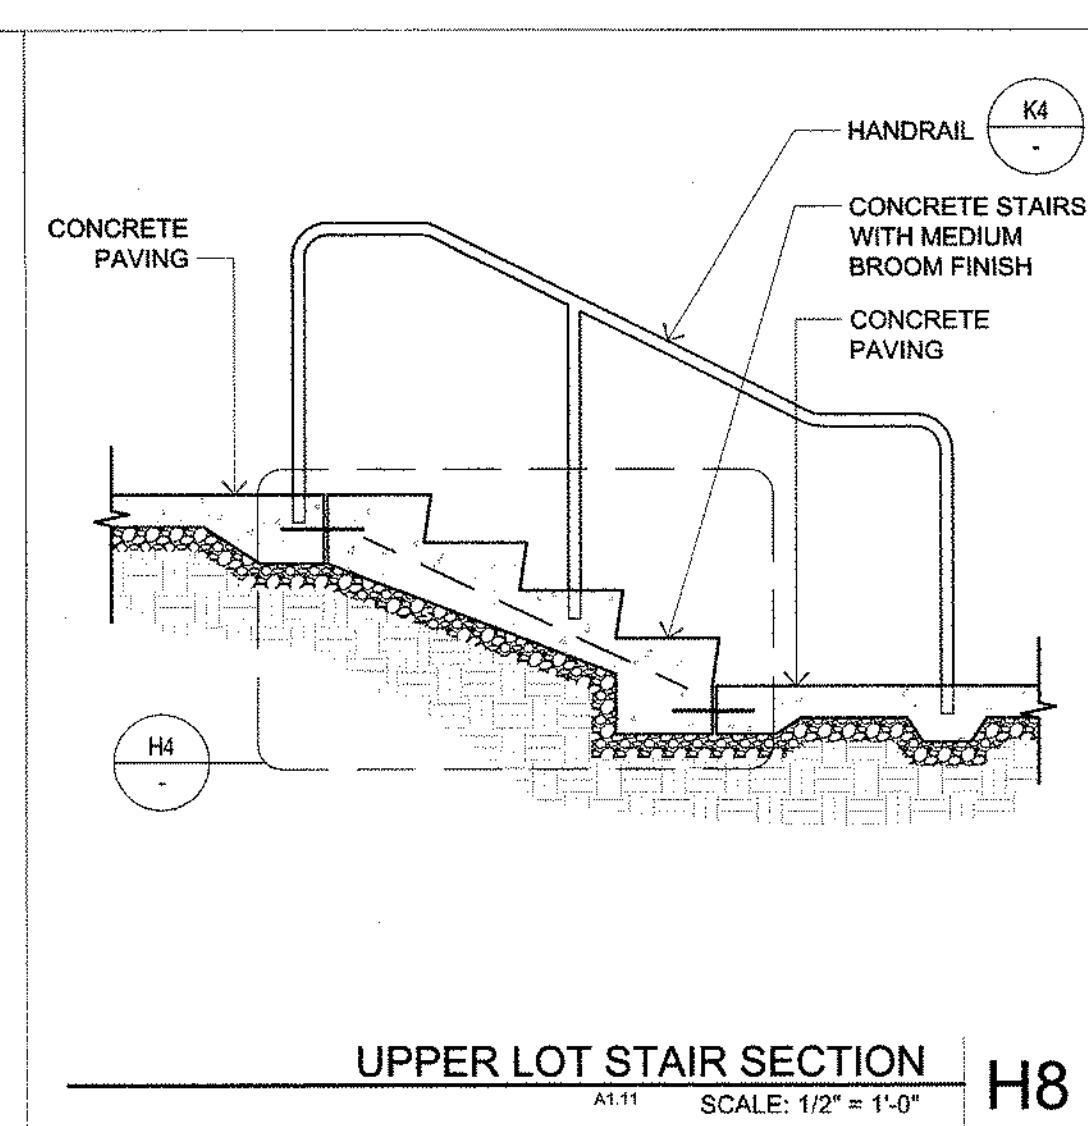 K4
-
HANDRAIL
CONCRETE STAIRS
WITH MEDIUM
BROOM FINISH
CONCRETE
PAVING
CONCRETE
PAVING
H4
-
UPPER LOT STAIR SECTION
A1.11
SCALE: 1/2" = 1'-0"
H8